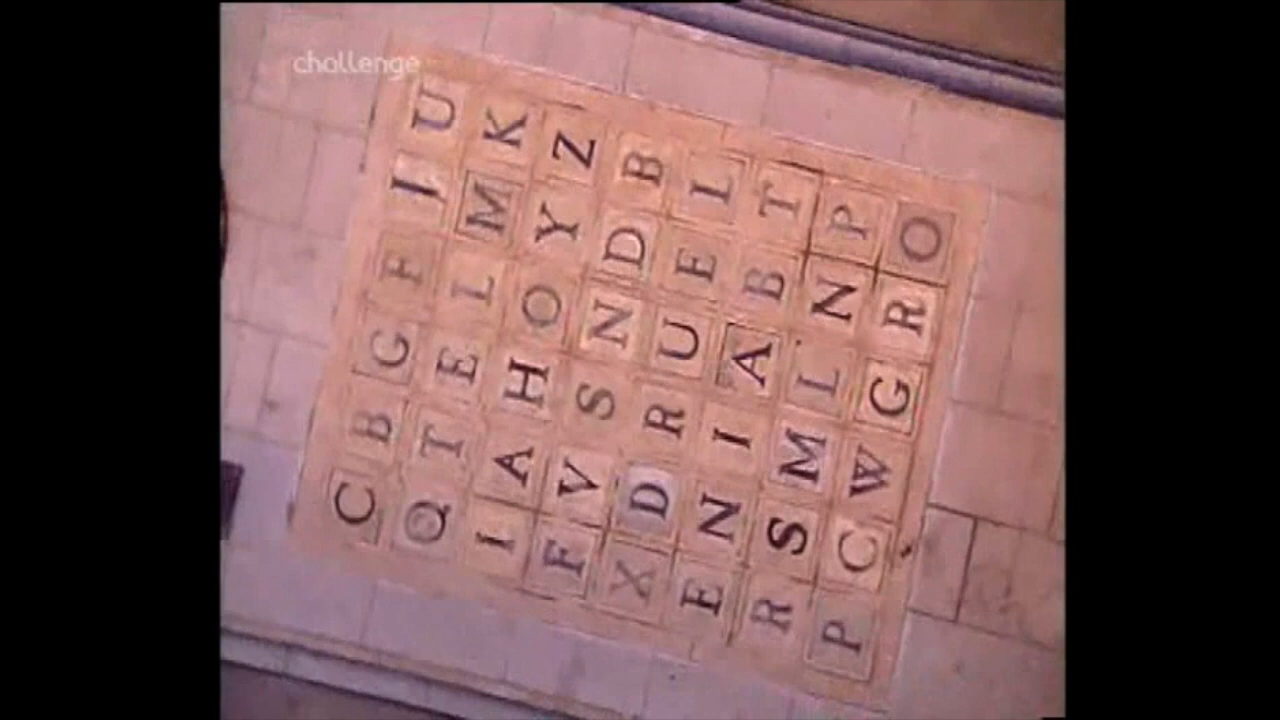 challenge
C B G F I U
Q T E L M K
I A H O Y Z
F V S N D B
X D R U E L
E N I A B T
R S M L N P
P C W G R O